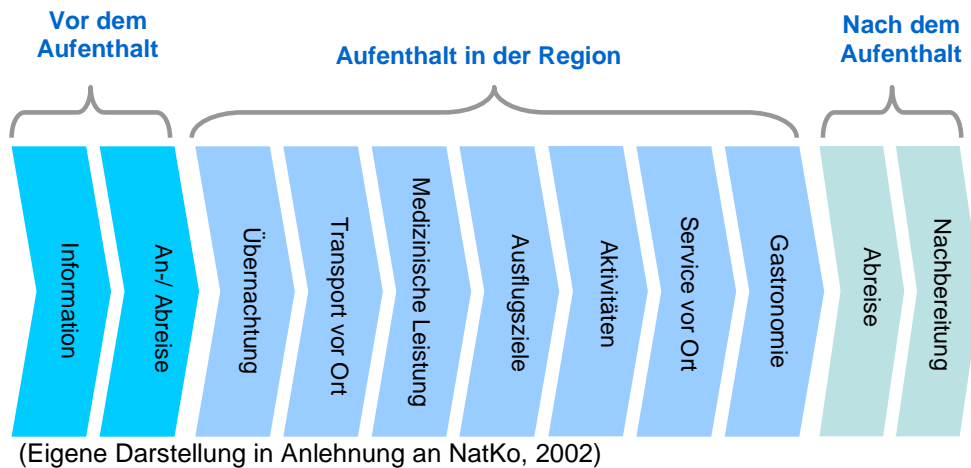 Vor dem
Aufenthalt
Aufenthalt in der Region
Nach dem
Aufenthalt
Information
An-/ Abreise
Übernachtung
Transport vor Ort
Medizinische Leistung
Ausflugsziele
Aktivitäten
Service vor Ort
Gastronomie
Abreise
Nachbereitung
(Eigene Darstellung in Anlehnung an NatKo, 2002)